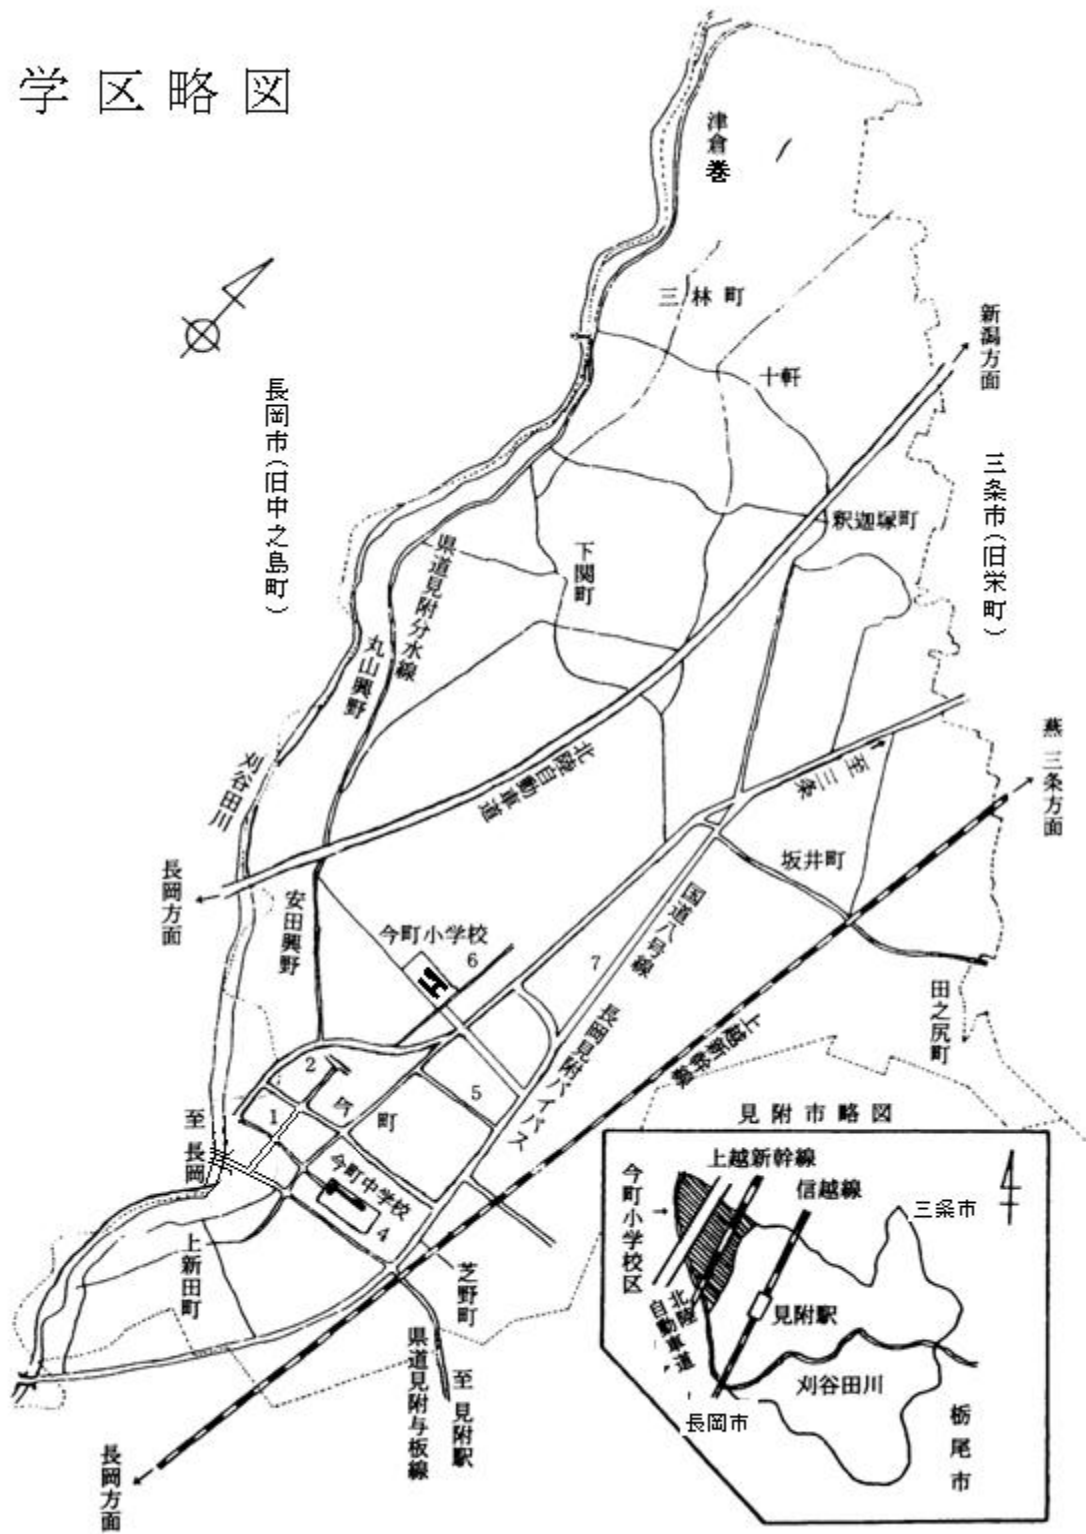 学区略図
津倉巻
三林町
十軒
新潟方面
長岡市(旧中之島町)
三条市(旧栄町)
釈迦塚町
下関町
県道見附分水線
丸山興野
北陸自動車道
至三条
燕三条方面
刈谷田川
坂井町
長岡方面
安田興野
国道八号線
今町小学校
6
7
田之尻町
長岡見附バイパス
上越新幹線
2
5
1
町
至長岡
今町中学校
4
上新田町
芝野町
県道見附与板線
至見附駅
長岡方面
見附市略図
上越新幹線
信越線
今町小学校区→
三条市
北陸自動車道
見附駅
刈谷田川
長岡市
栃尾市